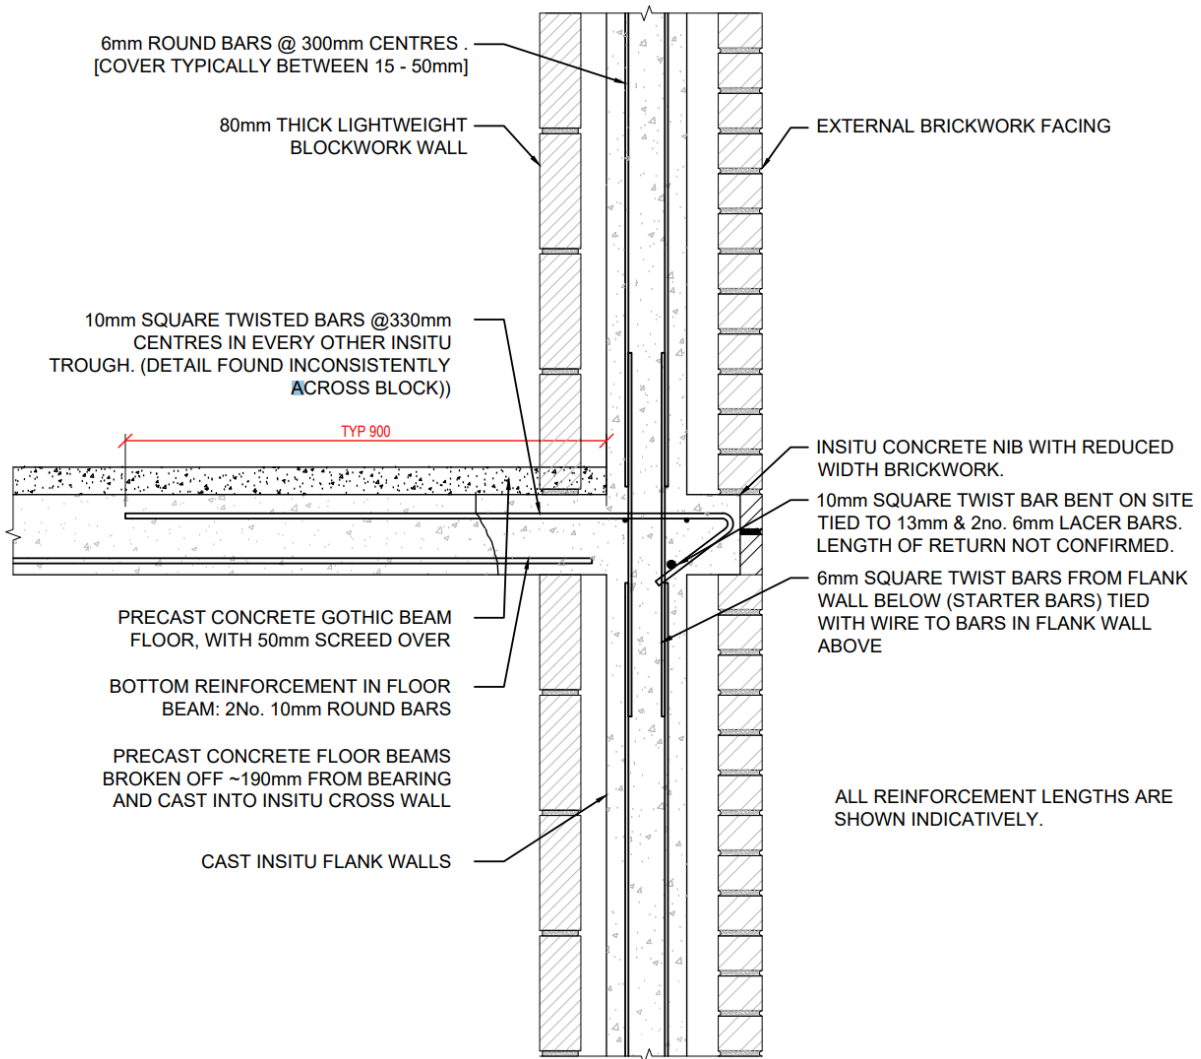 6mm ROUND BARS @ 300mm CENTRES .
[COVER TYPICALLY BETWEEN 15 - 50mm]
80mm THICK LIGHTWEIGHT
BLOCKWORK WALL
EXTERNAL BRICKWORK FACING
10mm SQUARE TWISTED BARS @330mm
CENTRES IN EVERY OTHER INSITU
TROUGH. (DETAIL FOUND INCONSISTENTLY
ACROSS BLOCK))
TYP 900
INSITU CONCRETE NIB WITH REDUCED
WIDTH BRICKWORK.
10mm SQUARE TWIST BAR BENT ON SITE
TIED TO 13mm & 2no. 6mm LACER BARS.
LENGTH OF RETURN NOT CONFIRMED.
6mm SQUARE TWIST BARS FROM FLANK
WALL BELOW (STARTER BARS) TIED
WITH WIRE TO BARS IN FLANK WALL
ABOVE
PRECAST CONCRETE GOTHIC BEAM
FLOOR, WITH 50mm SCREED OVER
BOTTOM REINFORCEMENT IN FLOOR
BEAM: 2No. 10mm ROUND BARS
PRECAST CONCRETE FLOOR BEAMS
BROKEN OFF ~190mm FROM BEARING
AND CAST INTO INSITU CROSS WALL
ALL REINFORCEMENT LENGTHS ARE
SHOWN INDICATIVELY.
CAST INSITU FLANK WALLS